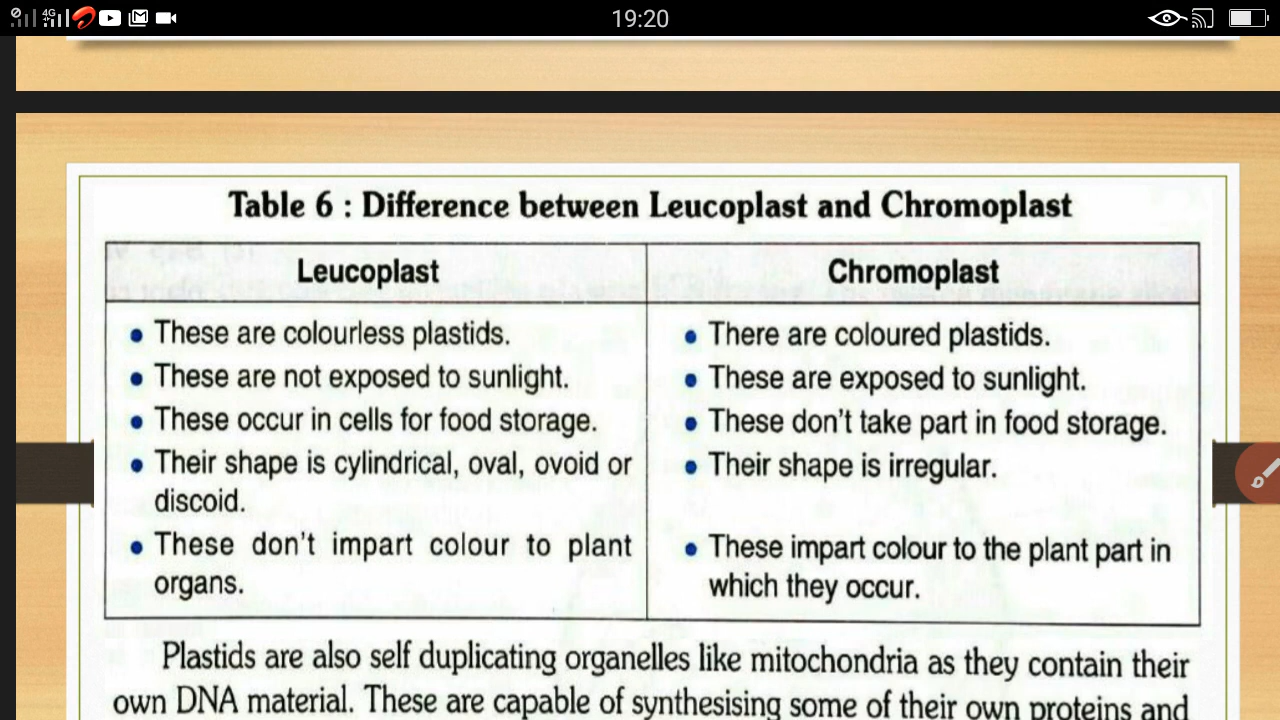 4G
19:20
Table 6 : Difference between Leucoplast and Chromoplast
Leucoplast
Chromoplast
• These are colourless plastids.
• These are not exposed to sunlight.
• These occur in cells for food storage.
• Their shape is cylindrical, oval, ovoid or
discoid.
• These don't impart colour to plant
organs.
• There are coloured plastids.
• These are exposed to sunlight.
• These don't take part in food storage.
• Their shape is irregular.
• These impart colour to the plant part in
which they occur.
Plastids are also self duplicating organelles like mitochondria as they contain their
own DNA material. These are capable of synthesising some of their own proteins and